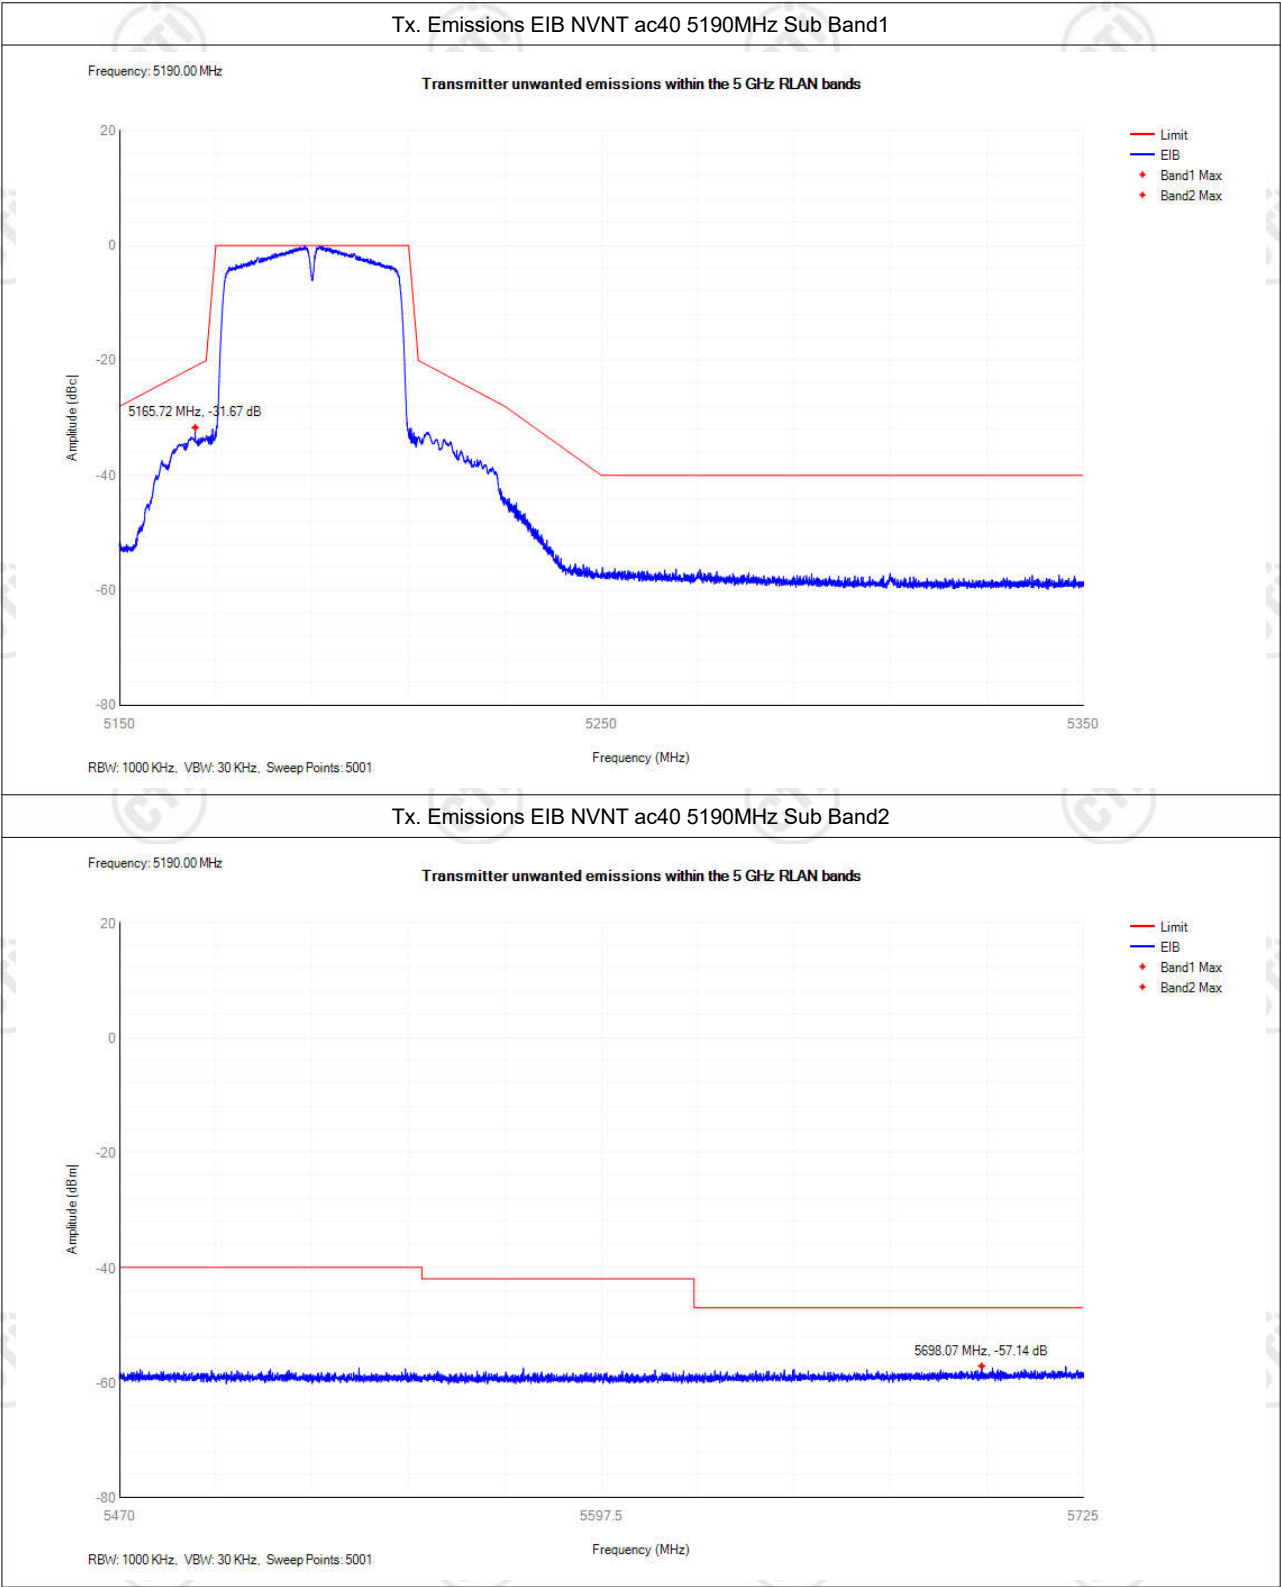 Tx. Emissions EIB NVNT ac40 5190MHz Sub Band1
Frequency: 5190.00 MHz
Transmitter unwanted emissions within the 5 GHz RLAN bands
Limit
EIB
Band1 Max
Band2 Max
20
0
-20
-40
-60
-80
Amplitude [dBc]
5165.72 MHz, -31.67 dB
5150
5250
5350
Frequency (MHz)
RBW: 1000 KHz, VBW: 30 KHz, Sweep Points: 5001
Tx. Emissions EIB NVNT ac40 5190MHz Sub Band2
Frequency: 5190.00 MHz
Transmitter unwanted emissions within the 5 GHz RLAN bands
Limit
EIB
Band1 Max
Band2 Max
20
0
-20
-40
-60
-80
Amplitude [dBm]
5698.07 MHz, -57.14 dB
5470
5597.5
5725
Frequency (MHz)
RBW: 1000 KHz, VBW: 30 KHz, Sweep Points: 5001